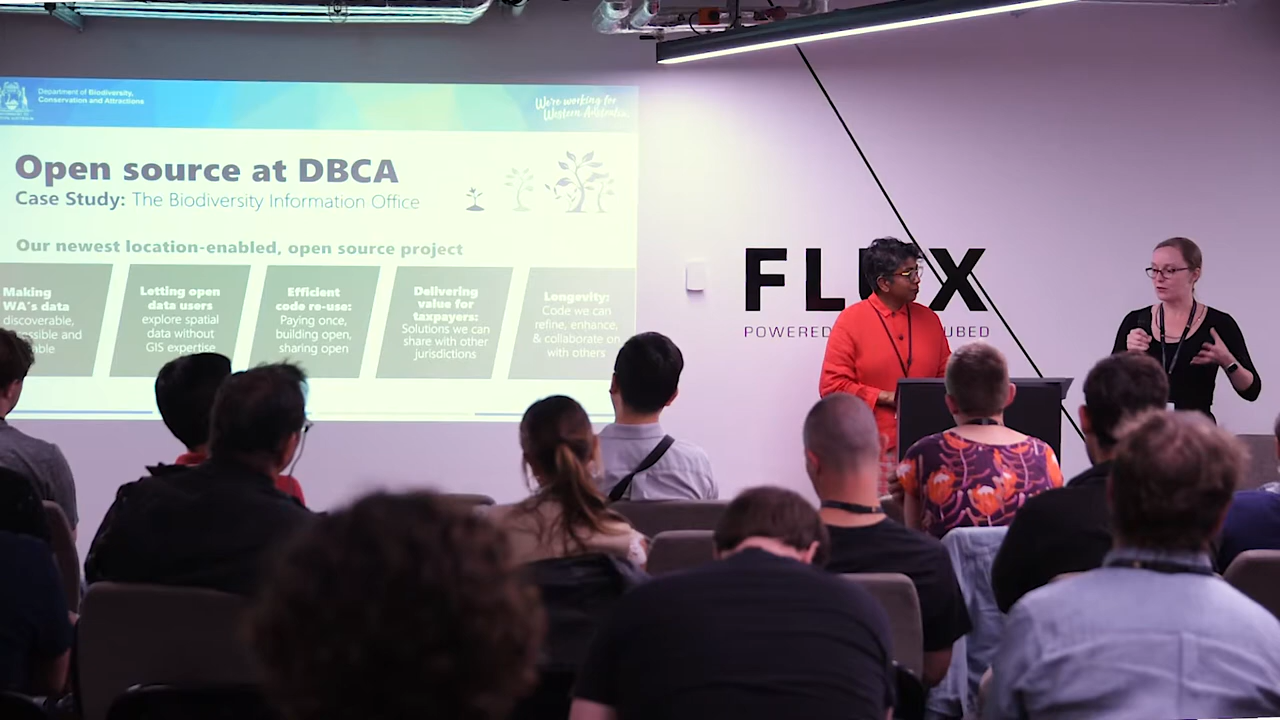 Department of Biodiversity,
Conservation and Attractions
We're working for
Western Australia.
Open source at DBCA
Case Study: The Biodiversity Information Office
Our newest location-enabled, open source project
Making
WA's data
discoverable,
and
Letting open
data users
explore spatial
data without
GIS expertise
Efficient
code re-use:
Paying once,
building open,
sharing open
Delivering
value for
taxpayers:
Solutions we can
share with other
jurisdictions
Longevity:
Code we can
refine, enhance,
& collaborate on
with others
FL X
POWERED